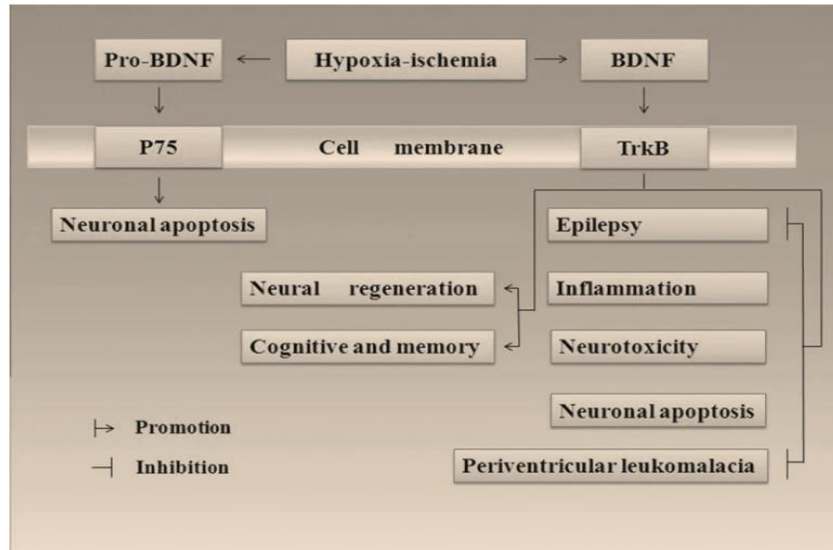 Pro-BDNF
Hypoxia-ischemia
BDNF
P75
Cell membrane
TrkB
Neuronal apoptosis
Epilepsy
Neural regeneration
Inflammation
Cognitive and memory
Neurotoxicity
Neuronal apoptosis
Promotion
Periventricular leukomalacia
Inhibition